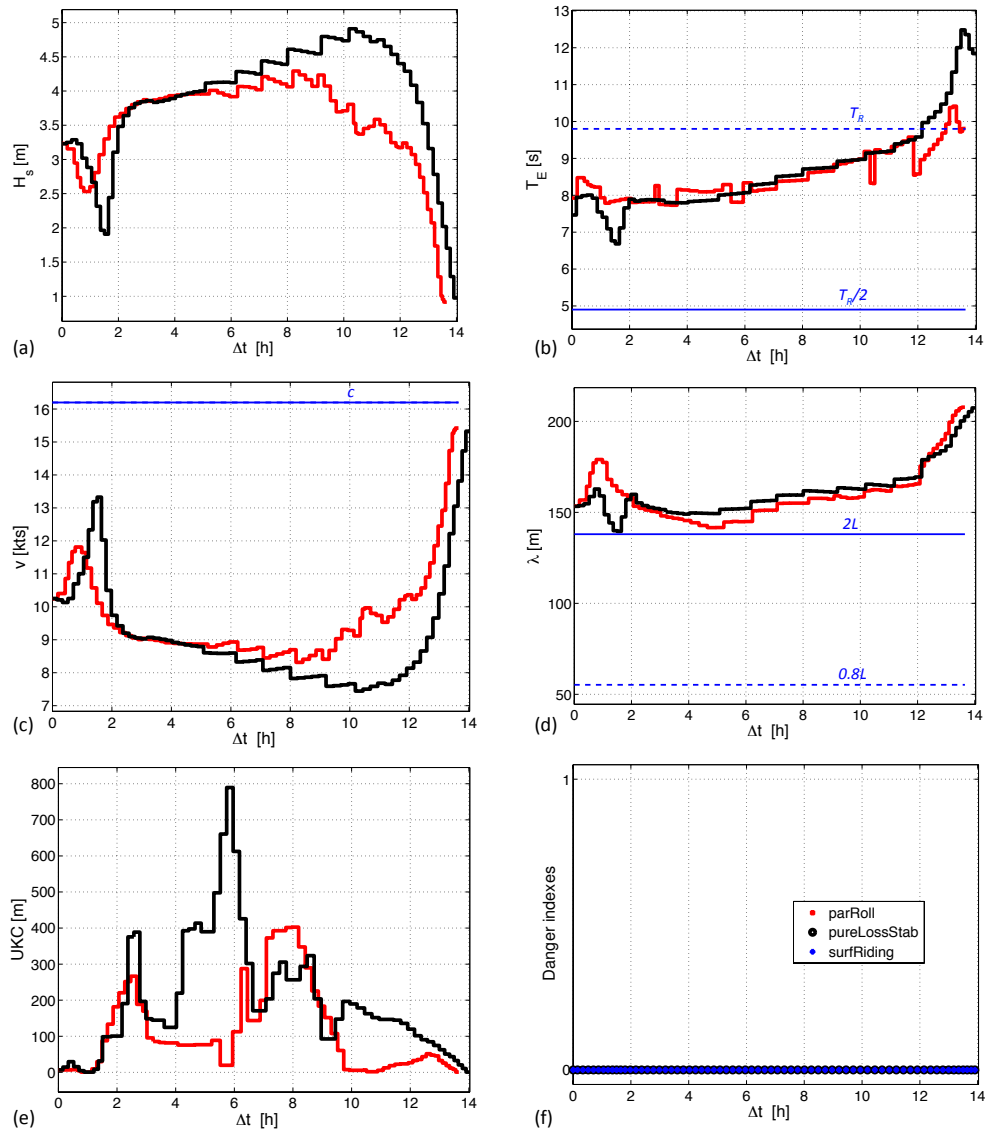 5
4.5
4
3.5
3
2.5
2
1.5
1
H_s [m]
0 2 4 6 8 10 12 14
Δt [h]
(a)
13
12
11
10
9
8
7
6
5
T_E [s]
T_R
T_R/2
0 2 4 6 8 10 12 14
Δt [h]
(b)
16
15
14
13
12
11
10
9
8
7
v [kts]
c
0 2 4 6 8 10 12 14
Δt [h]
(c)
200
150
100
50
λ [m]
2L
0.8L
0 2 4 6 8 10 12 14
Δt [h]
(d)
800
700
600
500
400
300
200
100
0
UKC [m]
0 2 4 6 8 10 12 14
Δt [h]
(e)
1
0
Danger indexes
parRoll
pureLossStab
surfRiding
0 2 4 6 8 10 12 14
Δt [h]
(f)